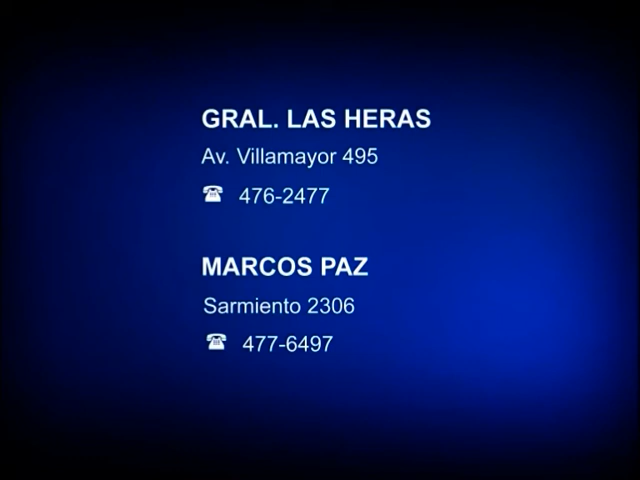 GRAL. LAS HERAS
Av. Villamayor 495
☎ 476-2477
MARCOS PAZ
Sarmiento 2306
☎ 477-6497